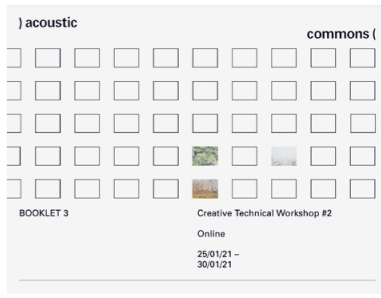 ) acoustic
commons (
BOOKLET 3
Creative Technical Workshop #2
Online
25/01/21 –
30/01/21